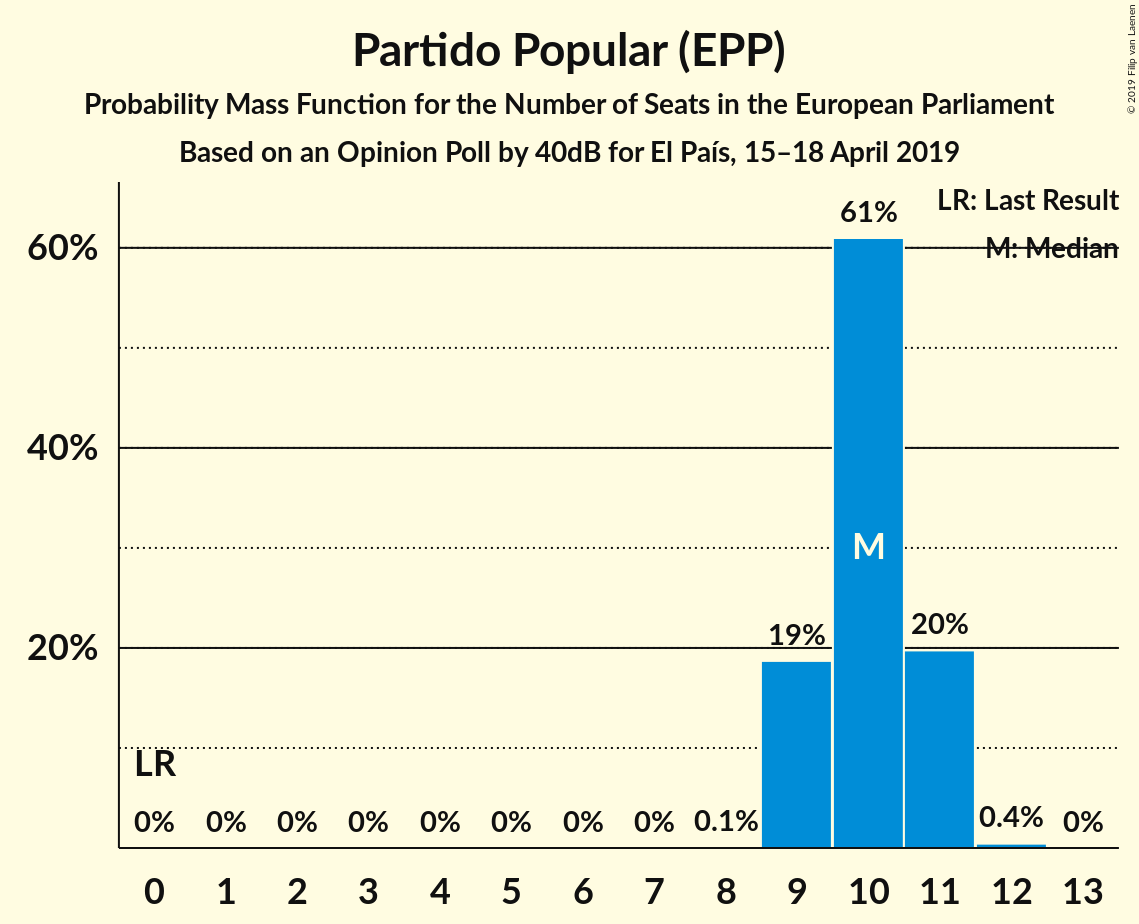 Partido Popular (EPP)
Probability Mass Function for the Number of Seats in the European Parliament
Based on an Opinion Poll by 40dB for El País, 15–18 April 2019
© 2019 Filip van Laenen
LR: Last Result
M: Median
60%
40%
20%
61%
M
19%
20%
LR
0% 0% 0% 0% 0% 0% 0% 0% 0.1% 0.4% 0%
0 1 2 3 4 5 6 7 8 9 10 11 12 13